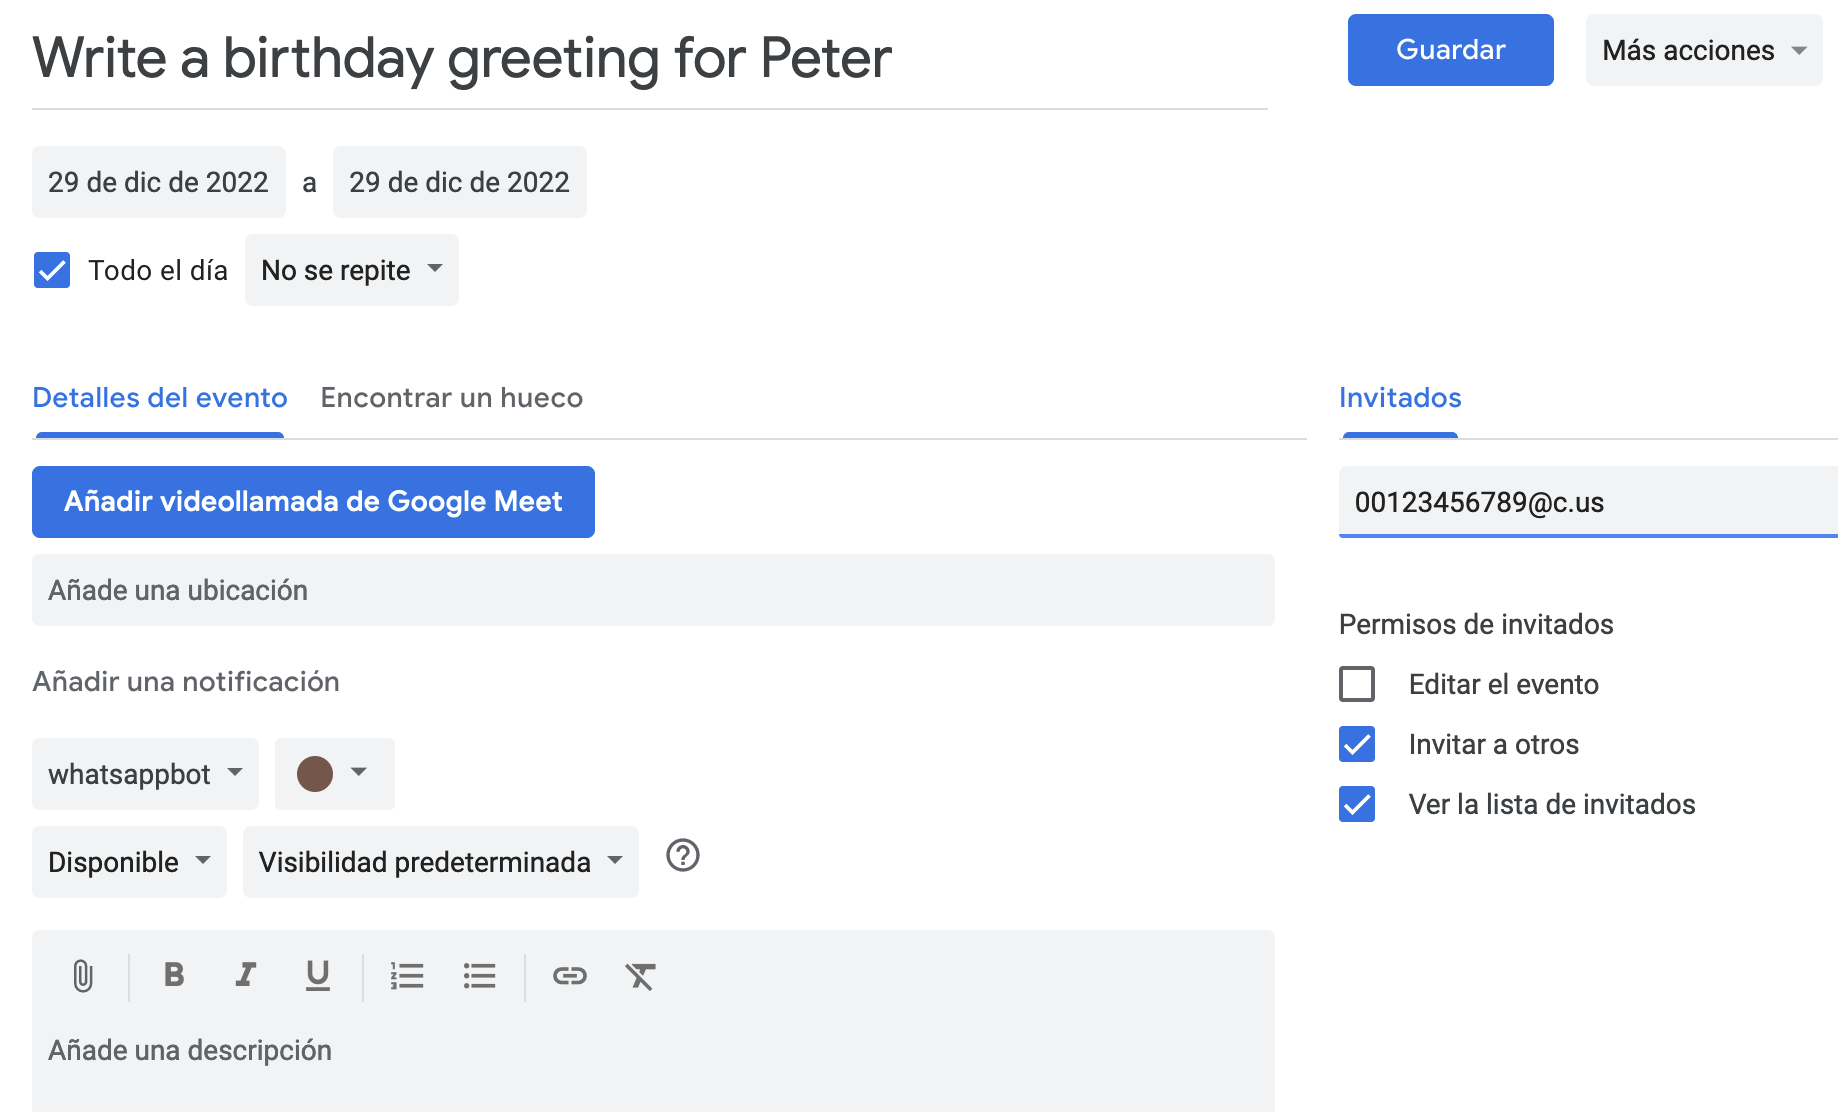 Write a birthday greeting for Peter
Guardar
Más acciones
29 de dic de 2022 a 29 de dic de 2022
Todo el día No se repite
Detalles del evento Encontrar un hueco
Añadir videollamada de Google Meet
Añade una ubicación
Añadir una notificación
whatsappbot
Disponible Visibilidad predeterminada
B I U
Añade una descripción
Invitados
00123456789@c.us
Permisos de invitados
Editar el evento
Invitar a otros
Ver la lista de invitados